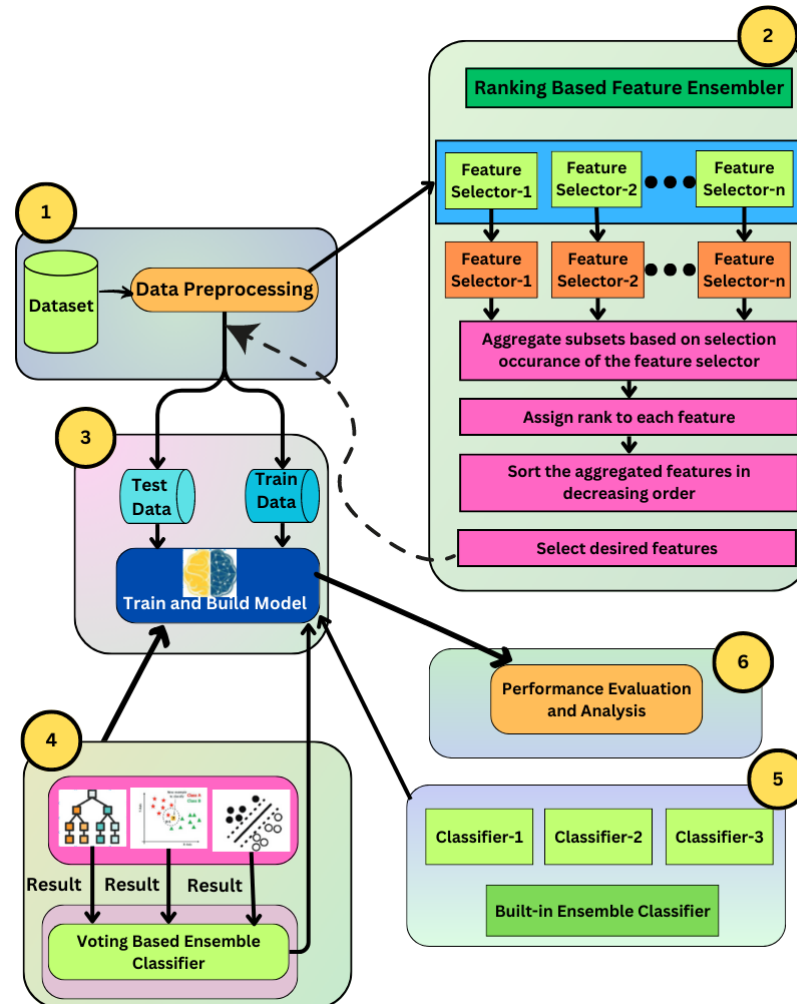 1
Dataset
Data Preprocessing
2
Ranking Based Feature Ensembler
Feature
Selector-1
Feature
Selector-2
Feature
Selector-n
Feature
Selector-1
Feature
Selector-2
Feature
Selector-n
Aggregate subsets based on selection
occurance of the feature selector
Assign rank to each feature
Sort the aggregated features in
decreasing order
Select desired features
3
Test
Data
Train
Data
Train and Build Model
4
Class A
Class B
Result
Result
Result
Voting Based Ensemble
Classifier
6
Performance Evaluation
and Analysis
5
Classifier-1
Classifier-2
Classifier-3
Built-in Ensemble Classifier